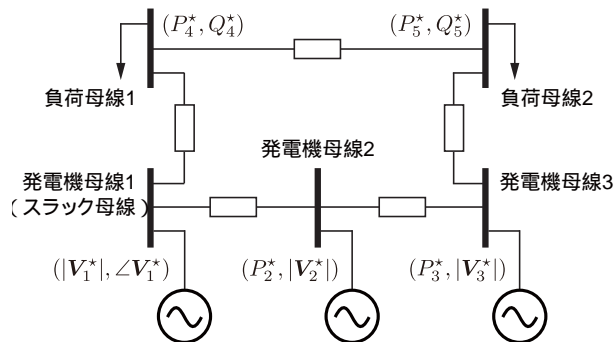 (P₄*, Q₄*)
(P₅*, Q₅*)
負荷母線1
負荷母線2
発電機母線1
(スラック母線)
発電機母線2
発電機母線3
(|V₁*|, ∠V₁*)
(P₂*, |V₂*|)
(P₃*, |V₃*|)